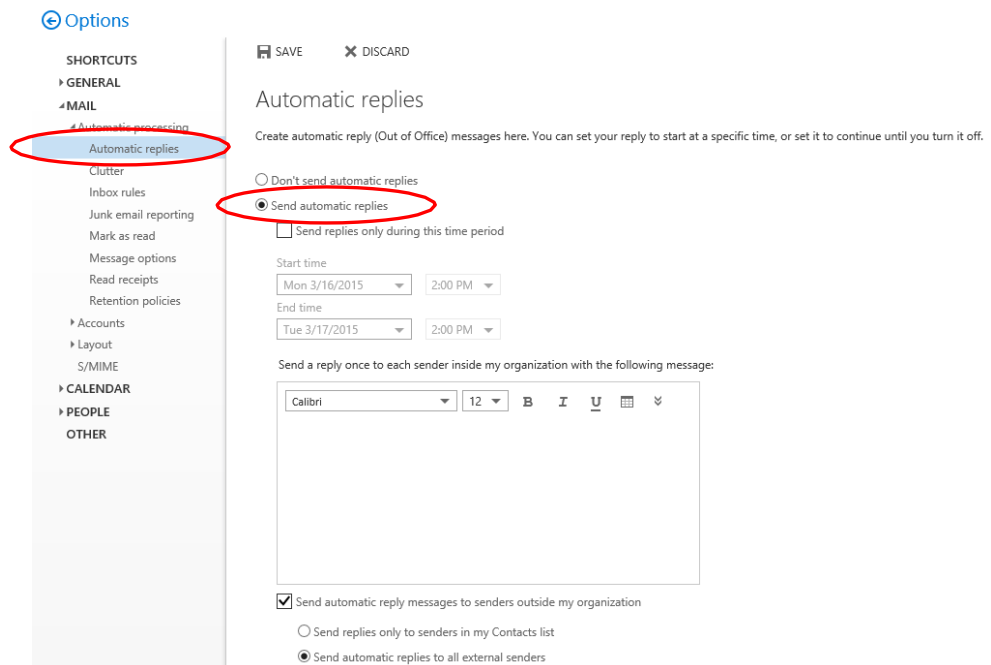 Options
SHORTCUTS
GENERAL
MAIL
Automatic processing
Automatic replies
Clutter
Inbox rules
Junk email reporting
Mark as read
Message options
Read receipts
Retention policies
Accounts
Layout
S/MIME
CALENDAR
PEOPLE
OTHER
SAVE DISCARD
Automatic replies
Create automatic reply (Out of Office) messages here. You can set your reply to start at a specific time, or set it to continue until you turn it off.
Don't send automatic replies
Send automatic replies
Send replies only during this time period
Start time
Mon 3/16/2015 2:00 PM
End time
Tue 3/17/2015 2:00 PM
Send a reply once to each sender inside my organization with the following message:
Calibri 12 B I U
Send automatic reply messages to senders outside my organization
Send replies only to senders in my Contacts list
Send automatic replies to all external senders